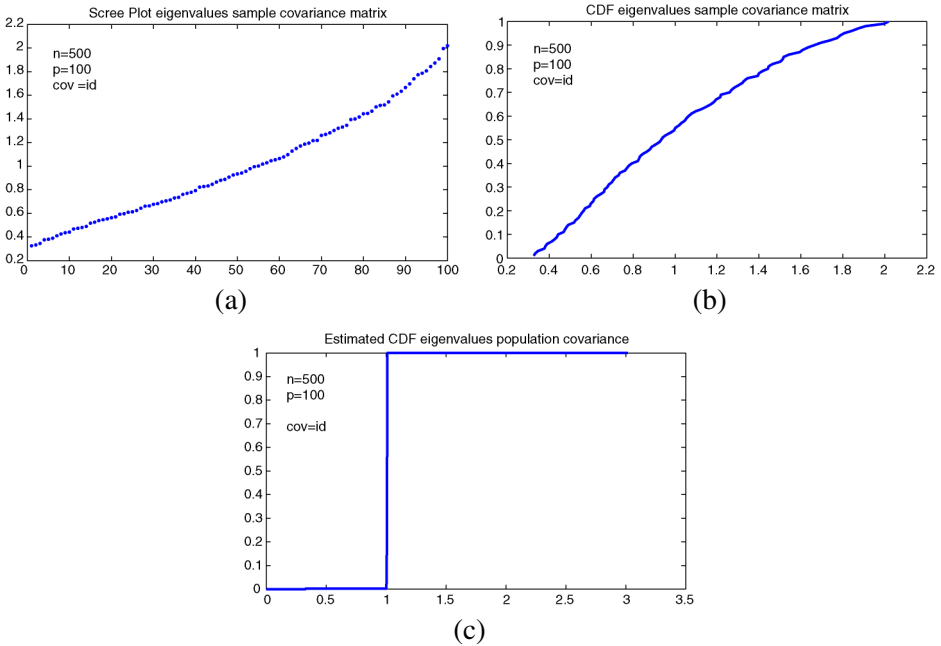 Scree Plot eigenvalues sample covariance matrix
2.2
2
1.8
1.6
1.4
1.2
1
0.8
0.6
0.4
0.2
n=500
p=100
cov =id
0 10 20 30 40 50 60 70 80 90 100
(a)
CDF eigenvalues sample covariance matrix
1
0.9
0.8
0.7
0.6
0.5
0.4
0.3
0.2
0.1
0
n=500
p=100
cov=id
0.2 0.4 0.6 0.8 1 1.2 1.4 1.6 1.8 2 2.2
(b)
Estimated CDF eigenvalues population covariance
1
0.9
0.8
0.7
0.6
0.5
0.4
0.3
0.2
0.1
0
n=500
p=100
cov=id
0 0.5 1 1.5 2 2.5 3 3.5
(c)